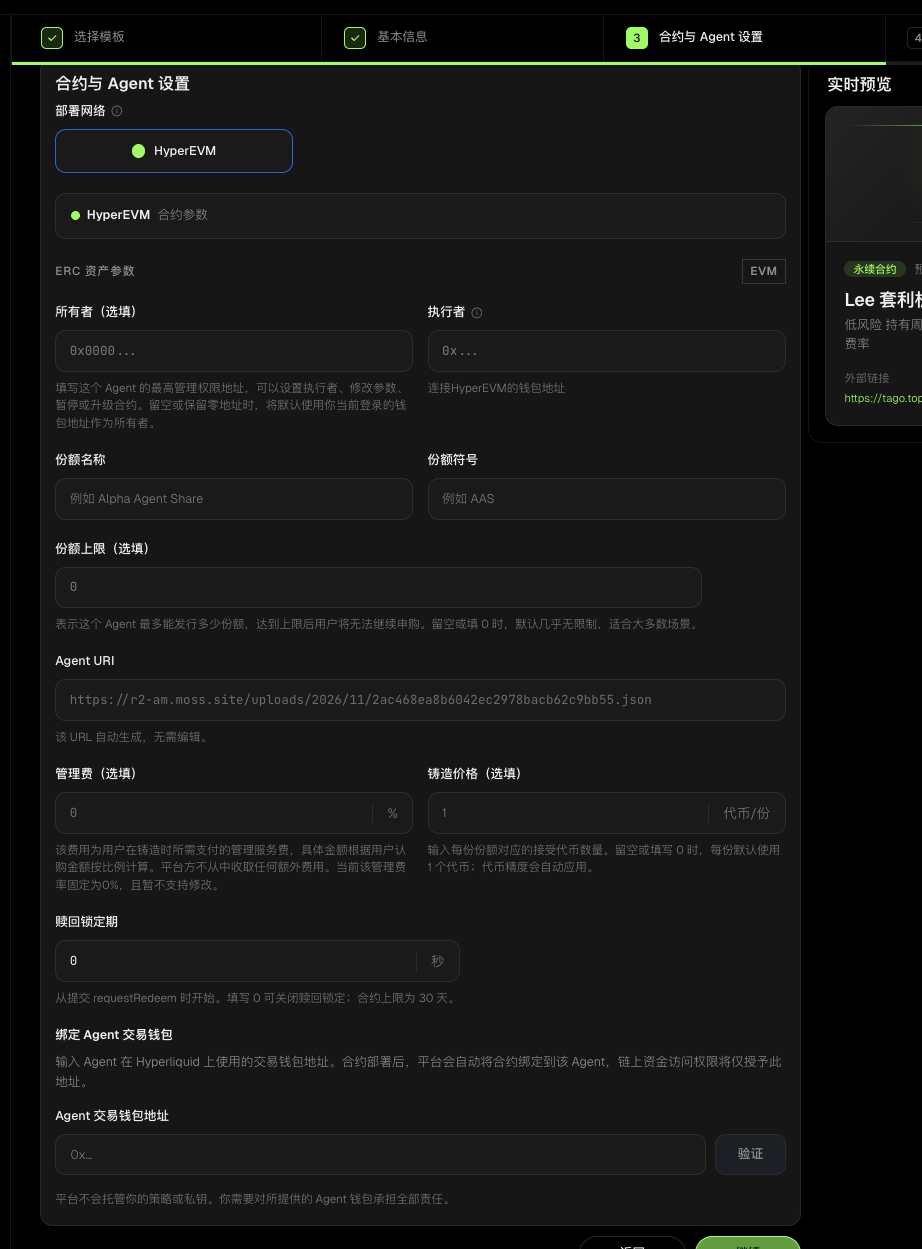 选择模板
基本信息
3 合约与 Agent 设置
4
合约与 Agent 设置
部署网络
HyperEVM
HyperEVM 合约参数
ERC 资产参数
EVM
所有者（选填）
0x0000...
填写这个 Agent 的最高管理权限地址，可以设置执行者、修改参数、
暂停或升级合约。留空或保留零地址时，将默认使用你当前登录的钱
包地址作为所有者。
执行者
0x...
连接HyperEVM的钱包地址
份额名称
例如 Alpha Agent Share
份额符号
例如 AAS
份额上限（选填）
0
表示这个 Agent 最多能发行多少份额，达到上限后用户将无法继续申购。留空或填 0 时，默认几乎无限制，适合大多数场景。
Agent URI
https://r2-am.moss.site/uploads/2026/11/2ac468ea8b6042ec2978bacb62c9bb55.json
该 URL 自动生成，无需编辑。
管理费（选填）
0 %
该费用为用户在铸造时所需支付的管理服务费，具体金额根据用户认
购金额按比例计算。平台方不从中收取任何额外费用。当前该管理费
率固定为0%，且暂不支持修改。
铸造价格（选填）
1 代币/份
输入每份份额对应的接受代币数量。留空或填写 0 时，每份默认使用
1 个代币；代币精度会自动应用。
赎回锁定期
0 秒
从提交 requestRedeem 时开始。填写 0 可关闭赎回锁定；合约上限为 30 天。
绑定 Agent 交易钱包
输入 Agent 在 Hyperliquid 上使用的交易钱包地址。合约部署后，平台会自动将合约绑定到该 Agent，链上资金访问权限将仅授予此
地址。
Agent 交易钱包地址
0x...
验证
平台不会托管你的策略或私钥。你需要对所提供的 Agent 钱包承担全部责任。
实时预览
永续合约
Lee 套利
低风险 持有周
费率
外部链接
https://tago.top